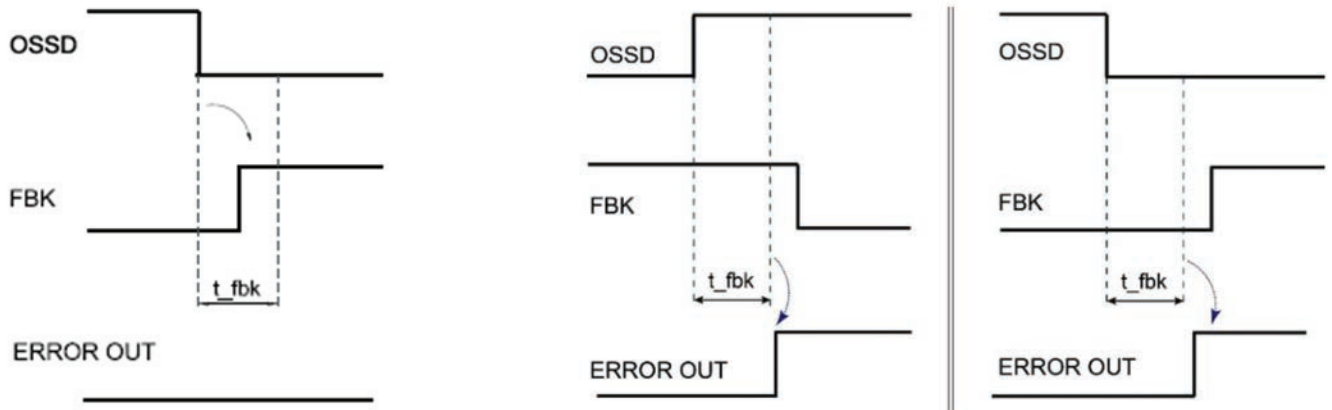 OSSD
FBK
t_fbk
ERROR OUT
OSSD
FBK
t_fbk
ERROR OUT
OSSD
FBK
t_fbk
ERROR OUT